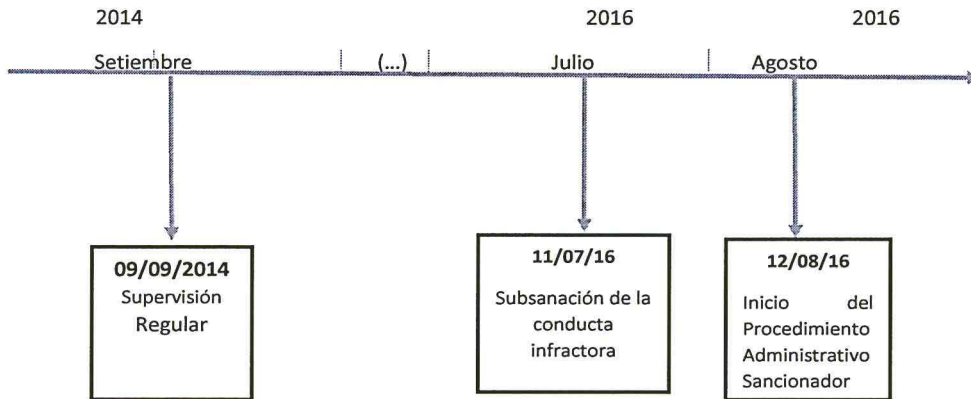 2014
2016
2016
Setiembre
(...)
Julio
Agosto
09/09/2014
Supervisión
Regular
11/07/16
Subsanación de la
conducta
infractora
12/08/16
Inicio del
Procedimiento
Administrativo
Sancionador